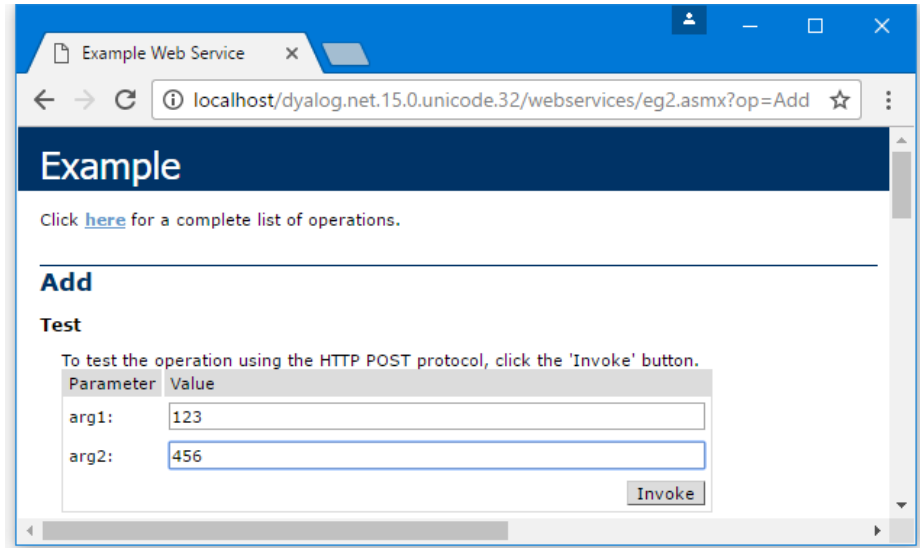 Example Web Service
localhost/dyalog.net.15.0.unicode.32/webservices/eg2.asmx?op=Add
Example
Click here for a complete list of operations.
Add
Test
To test the operation using the HTTP POST protocol, click the 'Invoke' button.
Parameter Value
arg1: 123
arg2: 456
Invoke